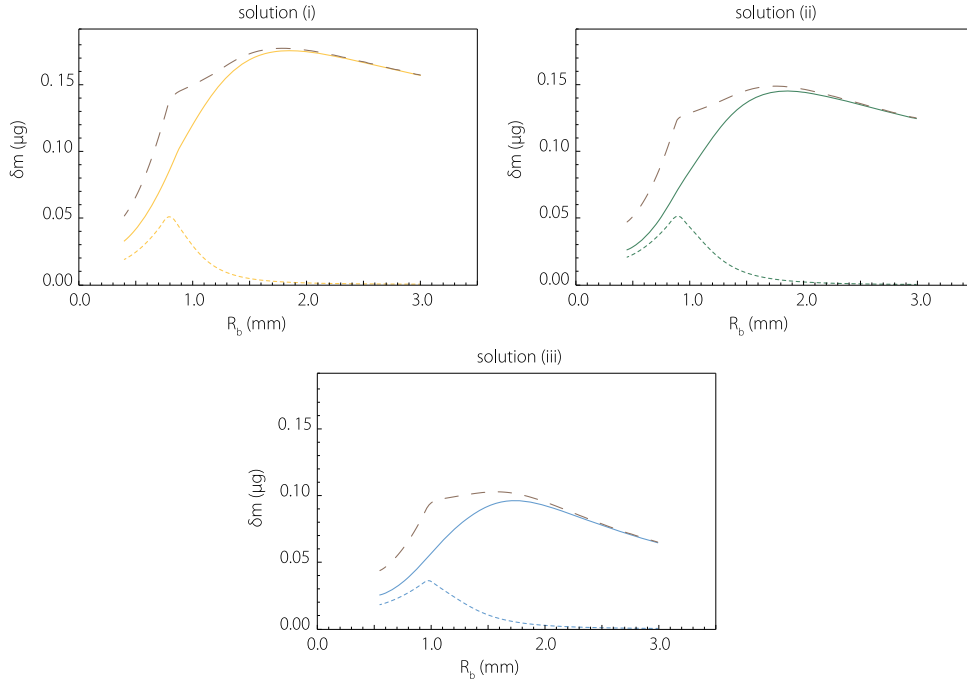 solution (i)
δm (μg)
0.15
0.10
0.05
0.00
0.0 1.0 2.0 3.0
R_b (mm)
solution (ii)
δm (μg)
0.15
0.10
0.05
0.00
0.0 1.0 2.0 3.0
R_b (mm)
solution (iii)
δm (μg)
0. 15
0.10
0.05
0.00
0.0 1.0 2.0 3.0
R_b (mm)